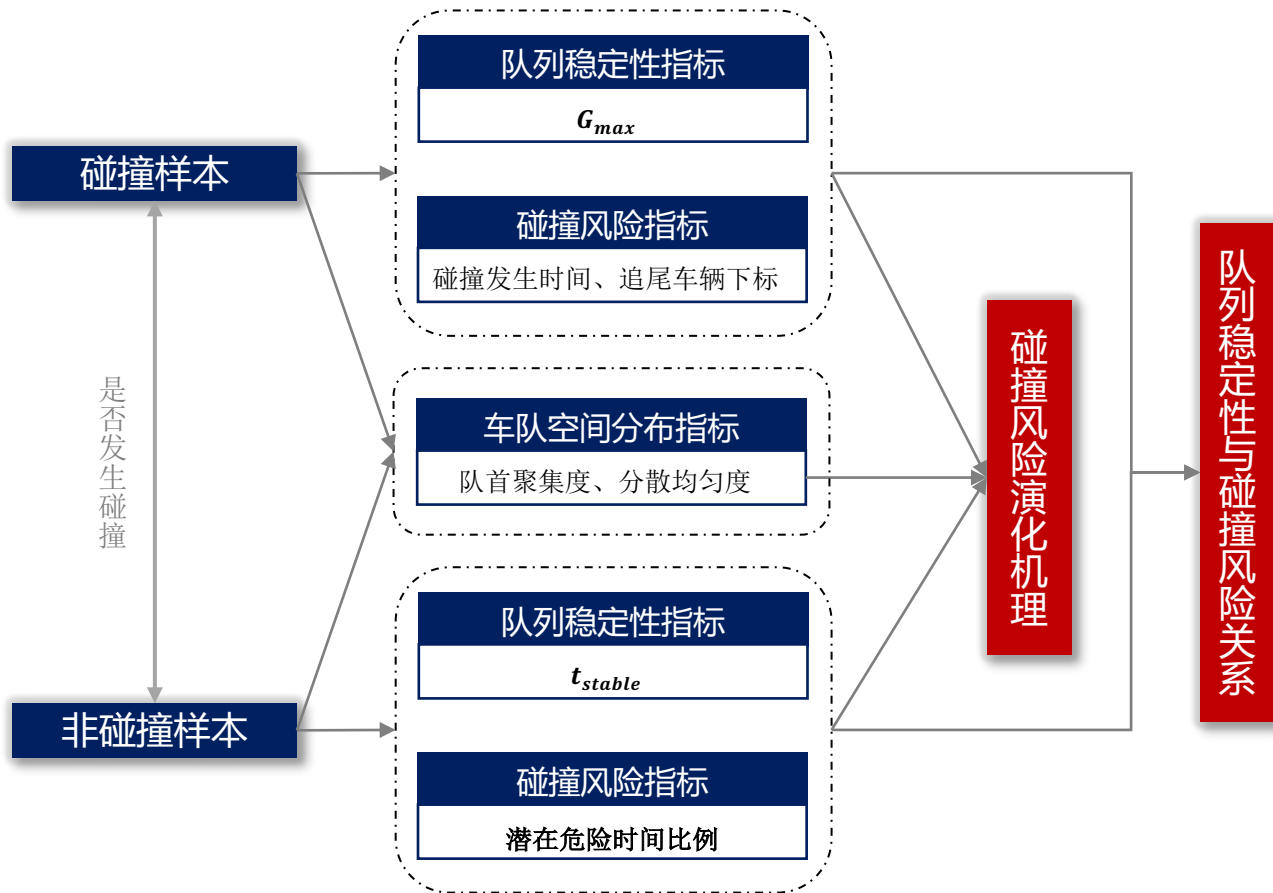 碰撞样本
是否发生碰撞
非碰撞样本
队列稳定性指标
G_max
碰撞风险指标
碰撞发生时间、追尾车辆下标
车队空间分布指标
队首聚集度、分散均匀度
队列稳定性指标
t_stable
碰撞风险指标
潜在危险时间比例
碰撞风险演化机理
队列稳定性与碰撞风险关系